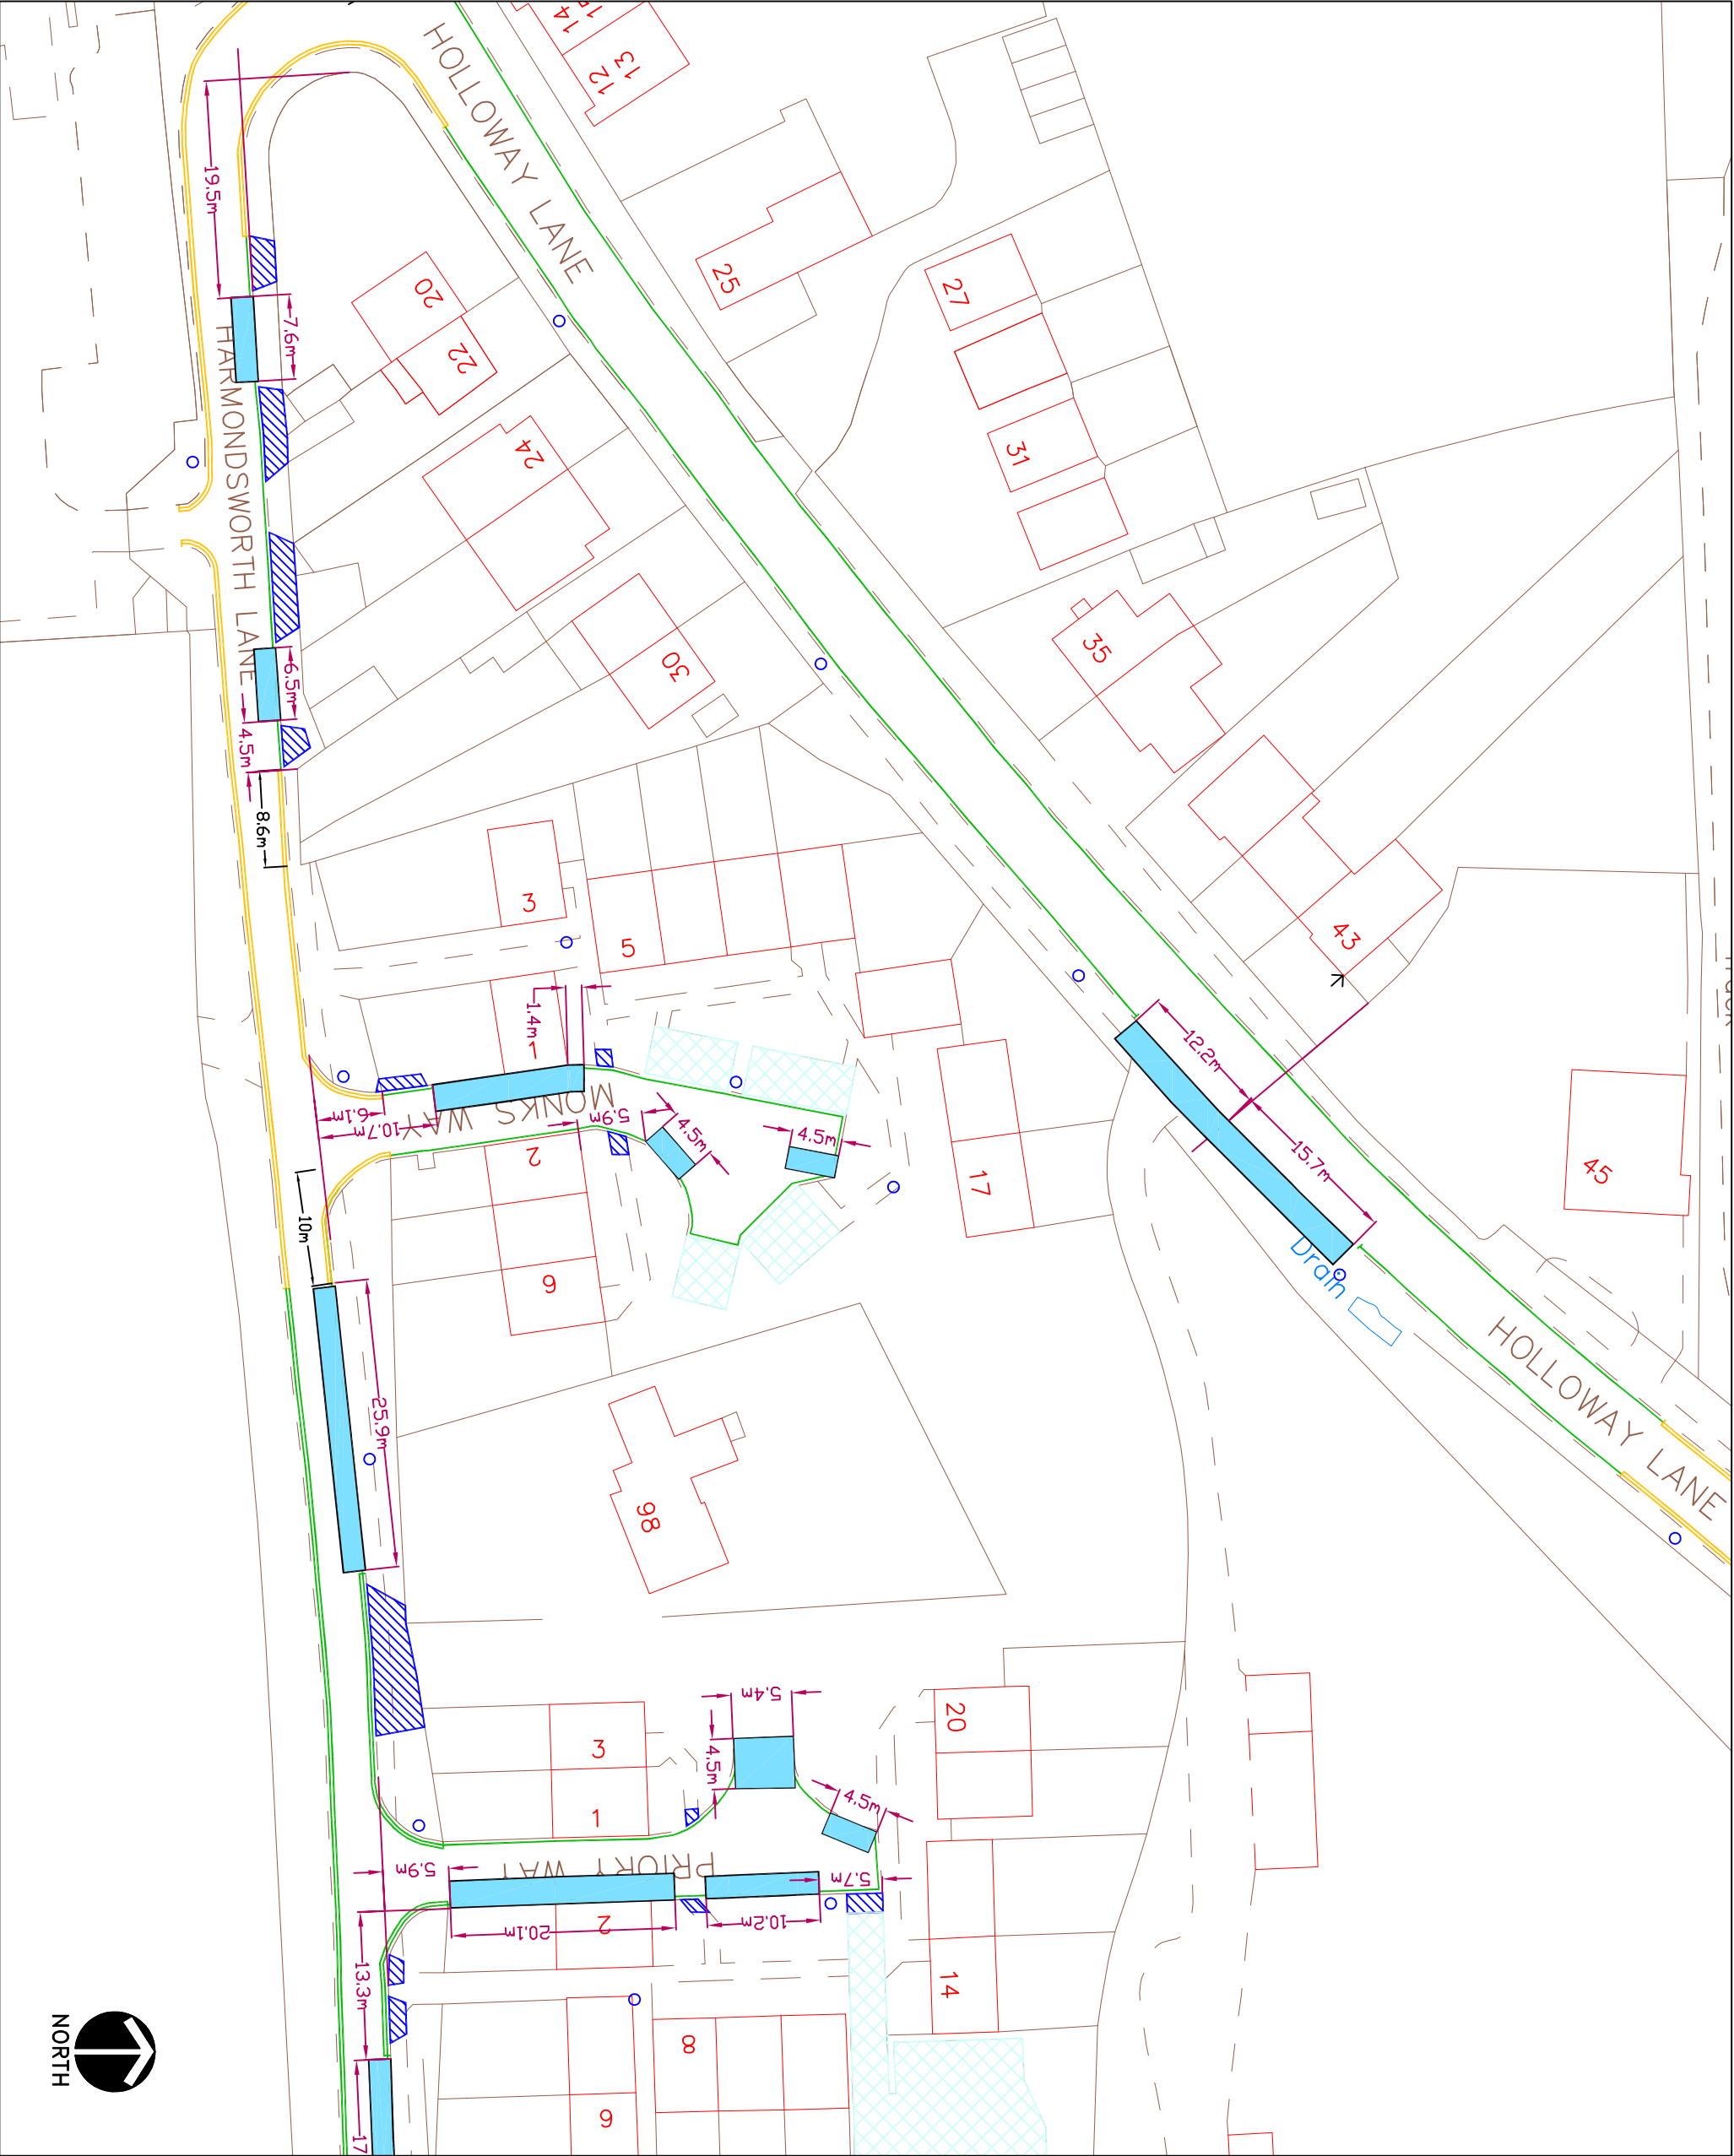 14
13
12
HOLLOWAY LANE
19.5m
25
27
20
7.6m
22
HARMONDSWORTH LANE
24
31
30
35
6.5m
4.5m
8.6m
3
5
43
1.4m
1
MONKS WAY
12.2m
6.1m
10.7m
5.9m
4.5m
4.5m
15.7m
2
17
45
10m
6
Drain
HOLLOWAY LANE
25.9m
98
5.4m
20
3
4.5m
1
4.5m
PRIORY WAY
5.9m
5.7m
20.1m
2
10.2m
13.3m
14
8
NORTH
17